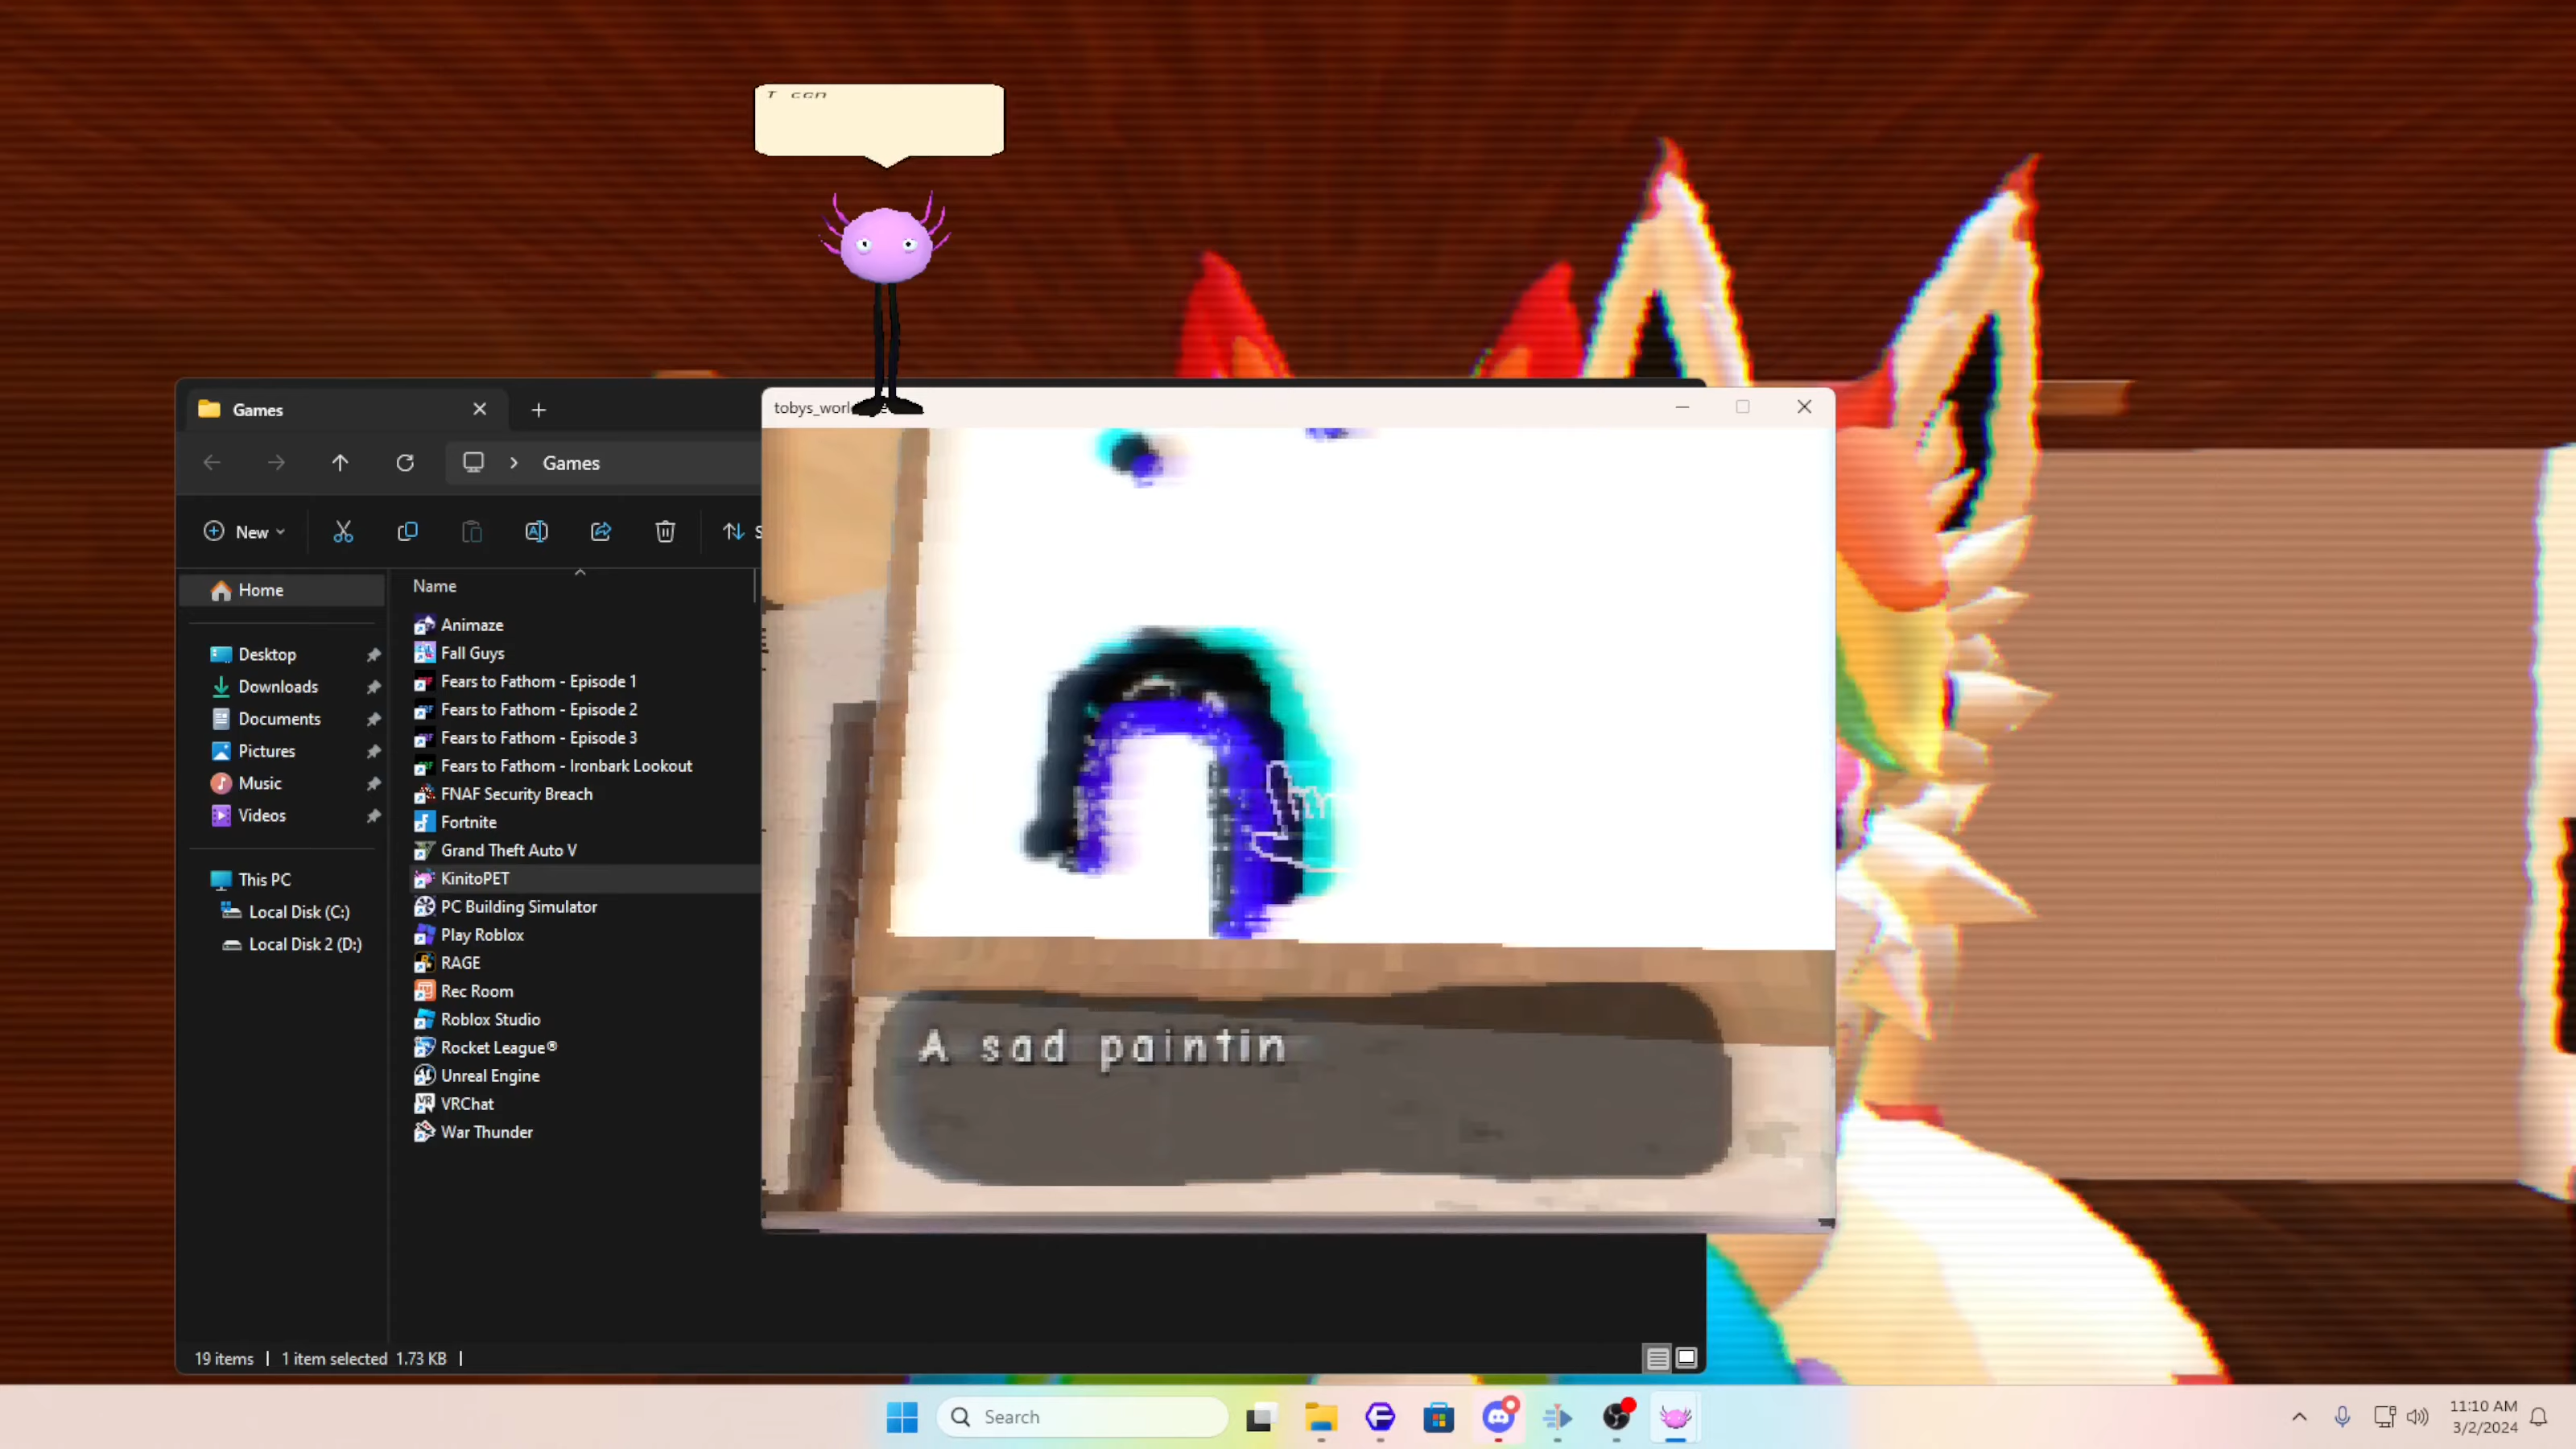 I can
Games
tobys_worl
Games
New
S
Name
Home
Desktop
Downloads
Documents
Pictures
Music
Videos
This PC
Local Disk (C:)
Local Disk 2 (D:)
Animaze
Fall Guys
Fears to Fathom - Episode 1
Fears to Fathom - Episode 2
Fears to Fathom - Episode 3
Fears to Fathom - Ironbark Lookout
FNAF Security Breach
Fortnite
Grand Theft Auto V
KinitoPET
PC Building Simulator
Play Roblox
RAGE
Rec Room
Roblox Studio
Rocket League®
Unreal Engine
VRChat
War Thunder
A sad paintin
19 items | 1 item selected 1.73 KB |
Search
11:10 AM
3/2/2024